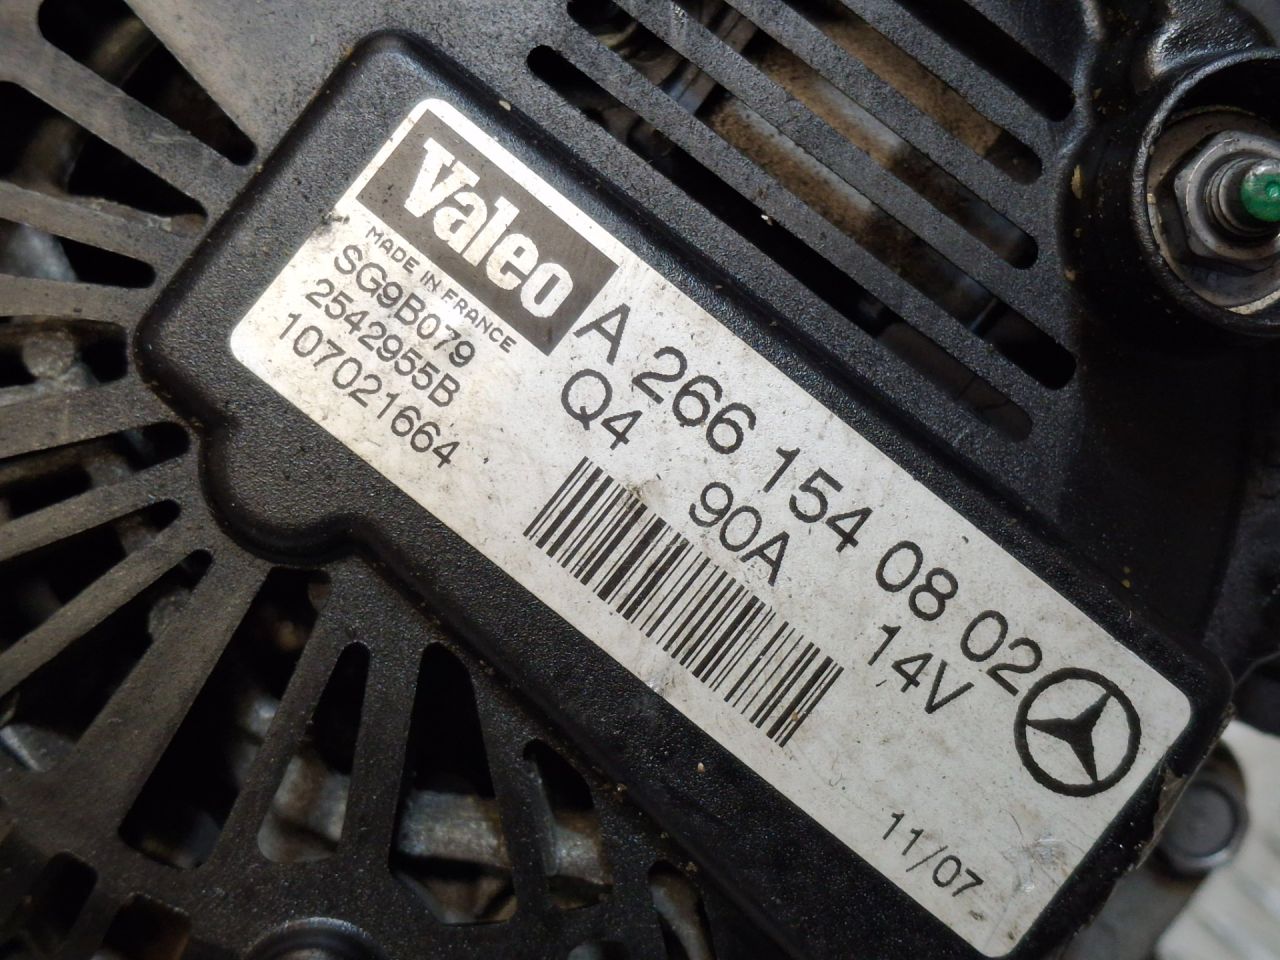 Valeo
MADE IN FRANCE
SG9B079
2542955B
107021664
A 266 154 08 02
Q4 90A 14V
11/07